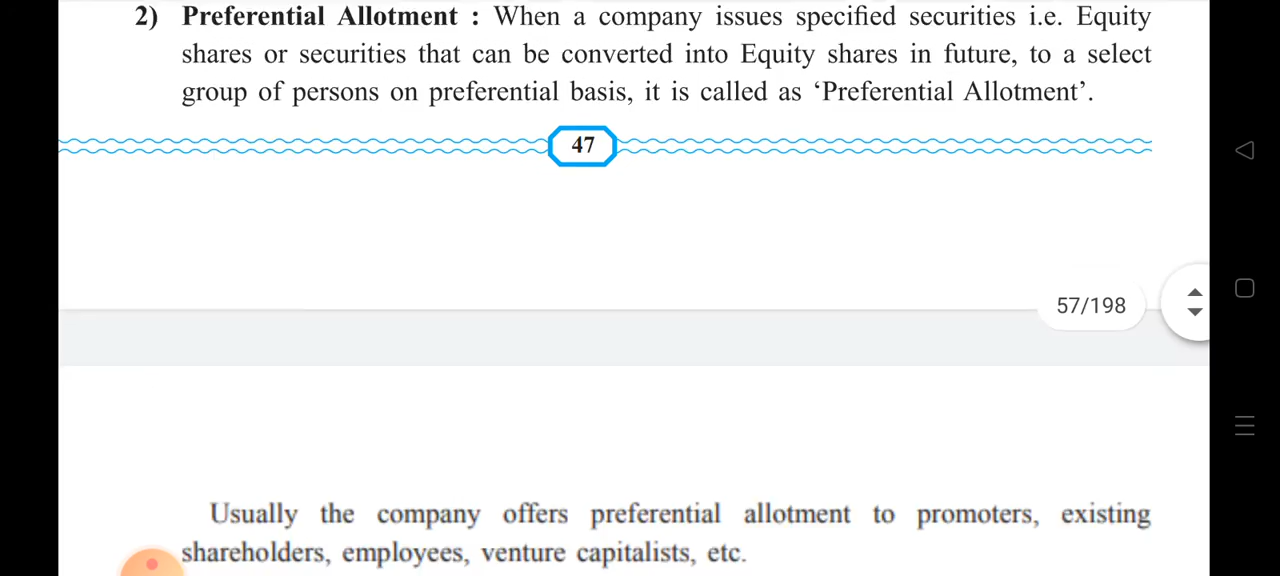 2) Preferential Allotment : When a company issues specified securities i.e. Equity
shares or securities that can be converted into Equity shares in future, to a select
group of persons on preferential basis, it is called as ‘Preferential Allotment’.
47
57/198
Usually the company offers preferential allotment to promoters, existing
shareholders, employees, venture capitalists, etc.